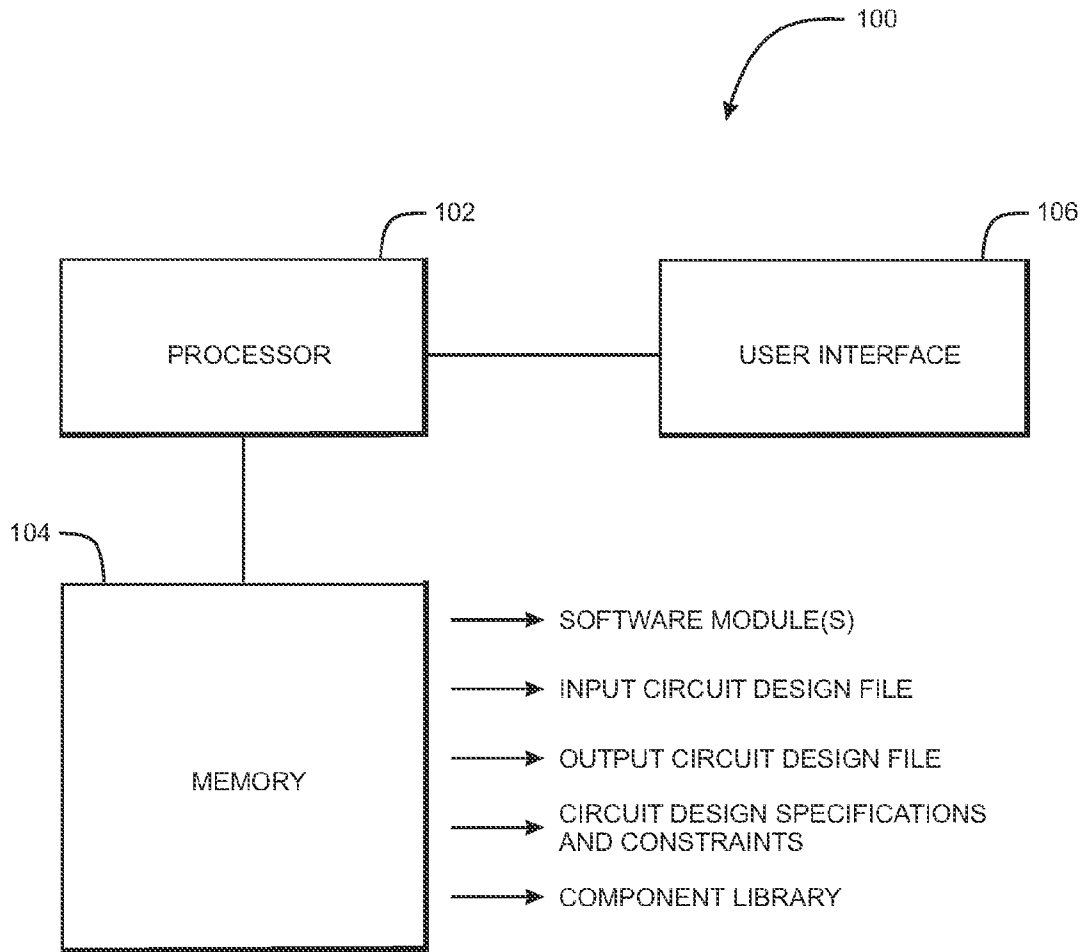 100
102
106
PROCESSOR
USER INTERFACE
104
SOFTWARE MODULE(S)
INPUT CIRCUIT DESIGN FILE
OUTPUT CIRCUIT DESIGN FILE
MEMORY
CIRCUIT DESIGN SPECIFICATIONS
AND CONSTRAINTS
COMPONENT LIBRARY